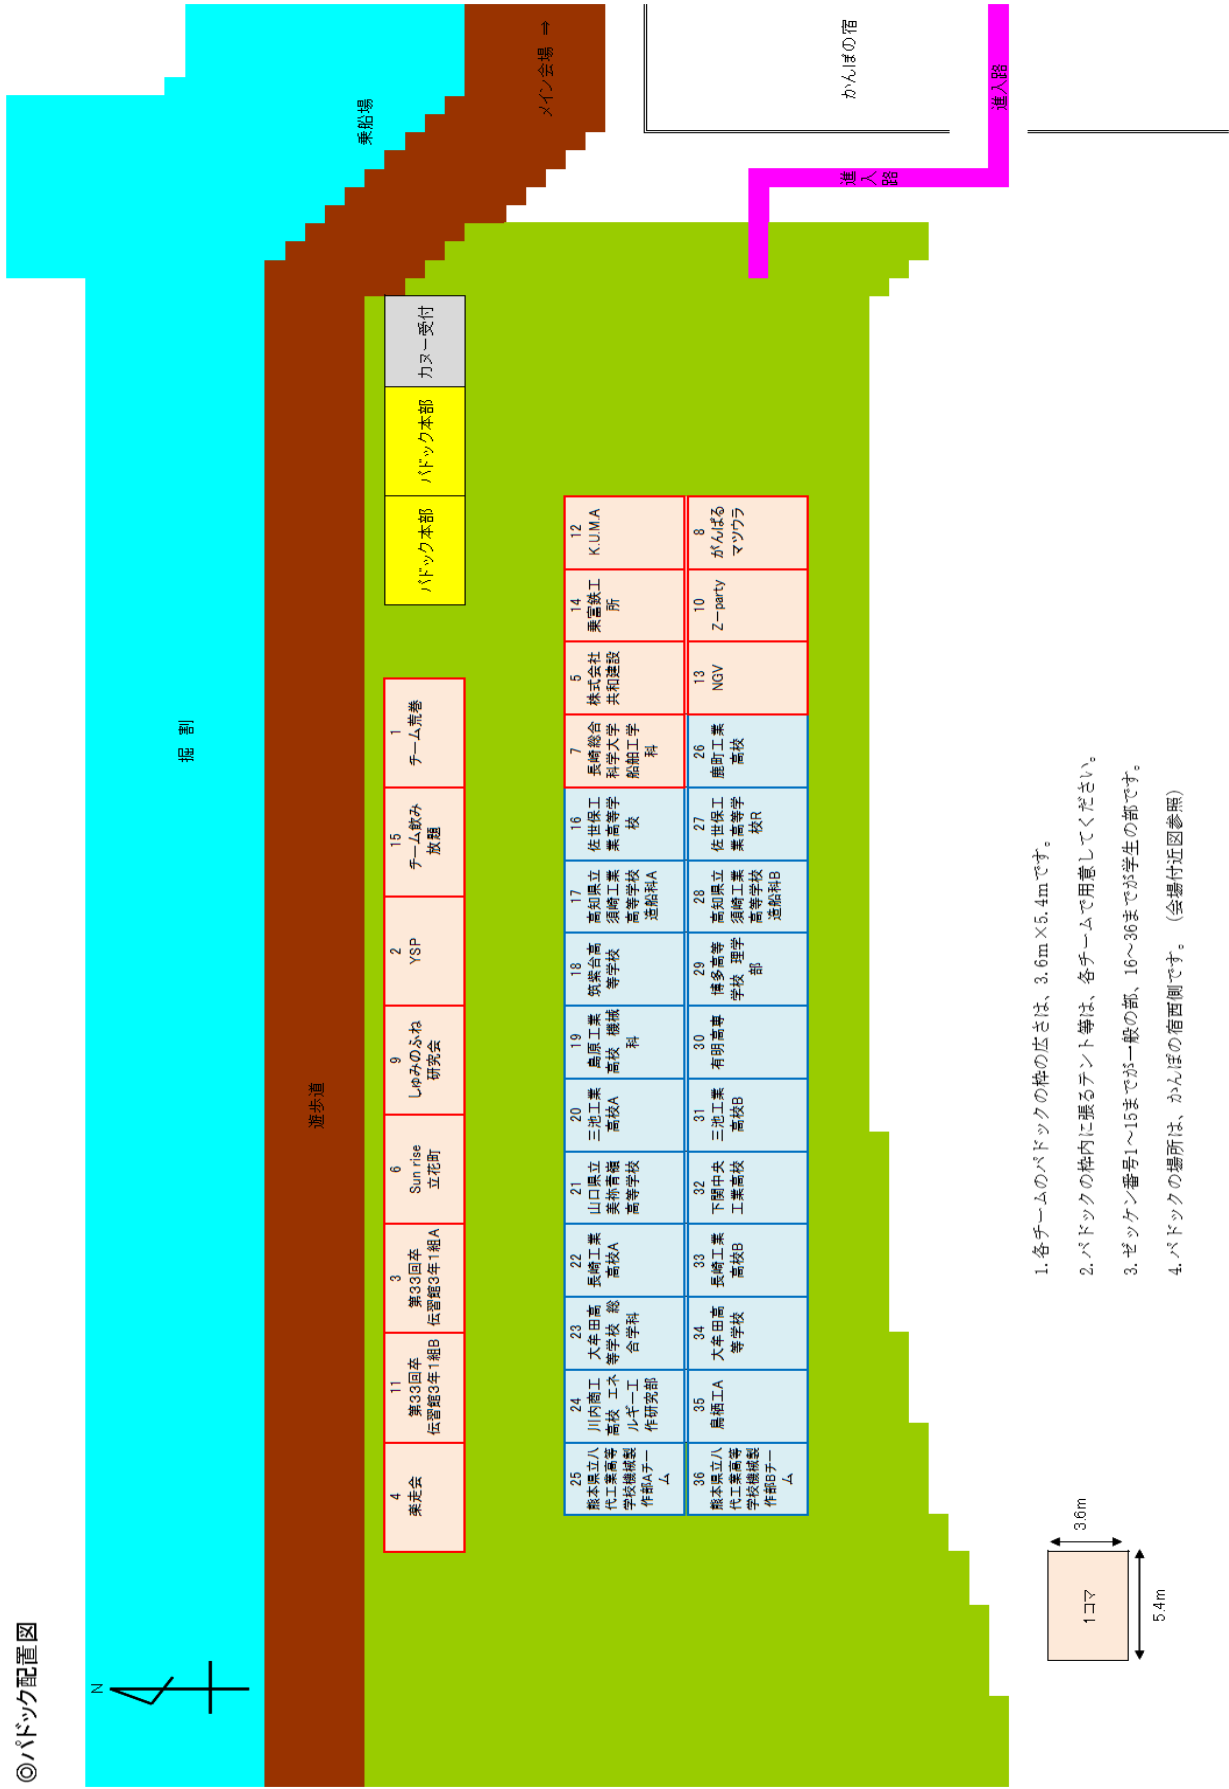 ◎パドック配置図
N
掘 割
乗船場
メイン会場 ⇒
かんぽの宿
進入路
進入
路
遊歩道
4
楽走会
11
第33回卒
伝習館3年1組B
3
第33回卒
伝習館3年1組A
6
Sun rise
立花町
9
しゅみのふね
研究会
2
YSP
15
チーム飲み
放題
1
チーム荒巻
パドック本部
パドック本部
カヌー受付
25
熊本県立八
代工業高等
学校機械製
作部Aチー
ム
24
川内商工
高校 エネ
ルギー工
作研究部
23
大牟田高
等学校 総
合学科
22
長崎工業
高校A
21
山口県立
美祢青嶺
高等学校
20
三池工業
高校A
19
島原工業
高校 機械
科
18
筑紫台高
等学校
17
高知県立
須崎工業
高等学校
造船科A
16
佐世保工
業高等学
校
7
長崎総合
科学大学
船舶工学
科
5
株式会社
共和建設
14
乗富鉄工
所
12
K.U.M.A
36
熊本県立八
代工業高等
学校機械製
作部Bチー
ム
35
鳥栖工A
34
大牟田高
等学校
33
長崎工業
高校B
32
下関中央
工業高校
31
三池工業
高校B
30
有明高専
29
博多高等
学校 理学
部
28
高知県立
須崎工業
高等学校
造船科B
27
佐世保工
業高等学
校R
26
鹿町工業
高校
13
NGV
10
Z－party
8
がんばる
マツウラ
1コマ
3.6m
5.4m
1.各チームのパドックの枠の広さは、3.6m×5.4mです。
2.パドックの枠内に張るテント等は、各チームで用意してください。
3.ゼッケン番号1～15までが一般の部、16～36までが学生の部です。
4.パドックの場所は、かんぽの宿西側です。（会場付近図参照）